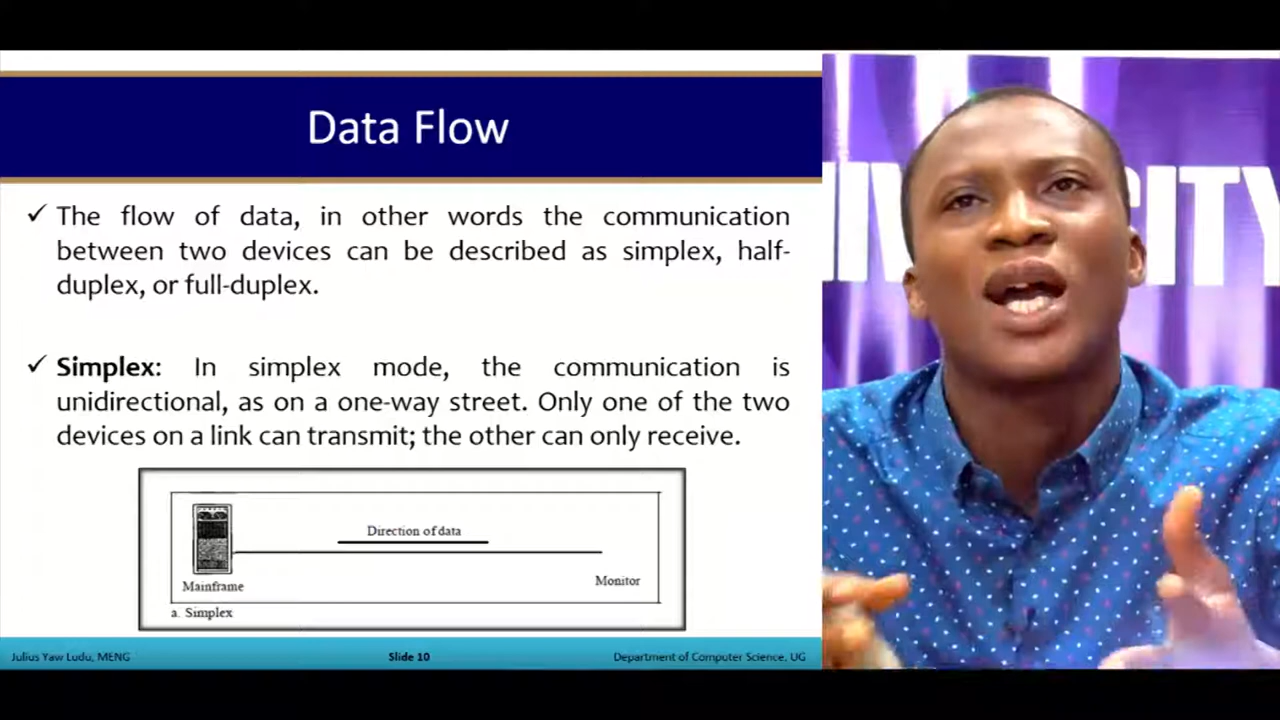 Data Flow
✓ The flow of data, in other words the communication
between two devices can be described as simplex, half-
duplex, or full-duplex.
✓ Simplex: In simplex mode, the communication is
unidirectional, as on a one-way street. Only one of the two
devices on a link can transmit; the other can only receive.
Direction of data
Mainframe
Monitor
a. Simplex
Julius Yaw Ludu, MENG
Slide 10
Department of Computer Science, UG